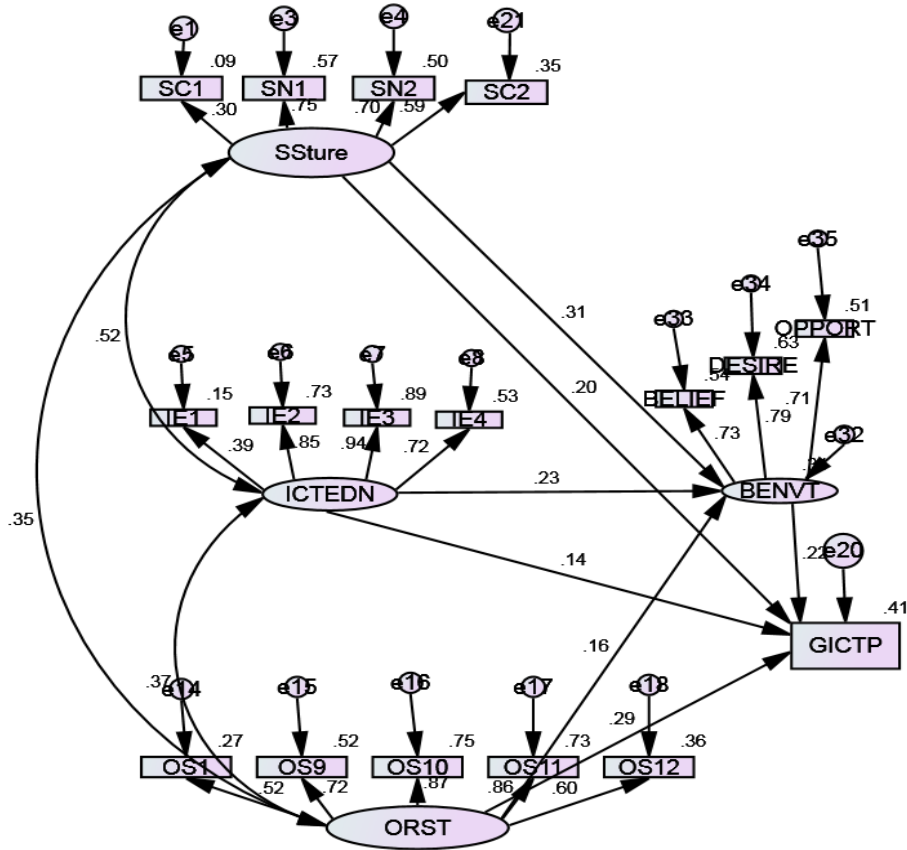 e1
e3
e4
e21
.09
.57
.50
.35
SC1
SN1
SN2
SC2
.30
.75
.70
.59
SSture
e35
e34
e33
.31
.51
OPPORT
.63
DESIRE
.54
BELIEF
.52
.20
e5
e6
e7
e8
.15
.73
.89
.53
IE1
IE2
IE3
IE4
.39
.85
.94
.72
.71
.79
.73
e32
ICTEDN
.23
BENVT
.35
.14
.22
e20
.41
GICTP
.16
.37
e14
e15
e16
e17
e18
.29
.27
.52
.75
.73
.36
OS1
OS9
OS10
OS11
OS12
.52
.72
.87
.86
.60
ORST